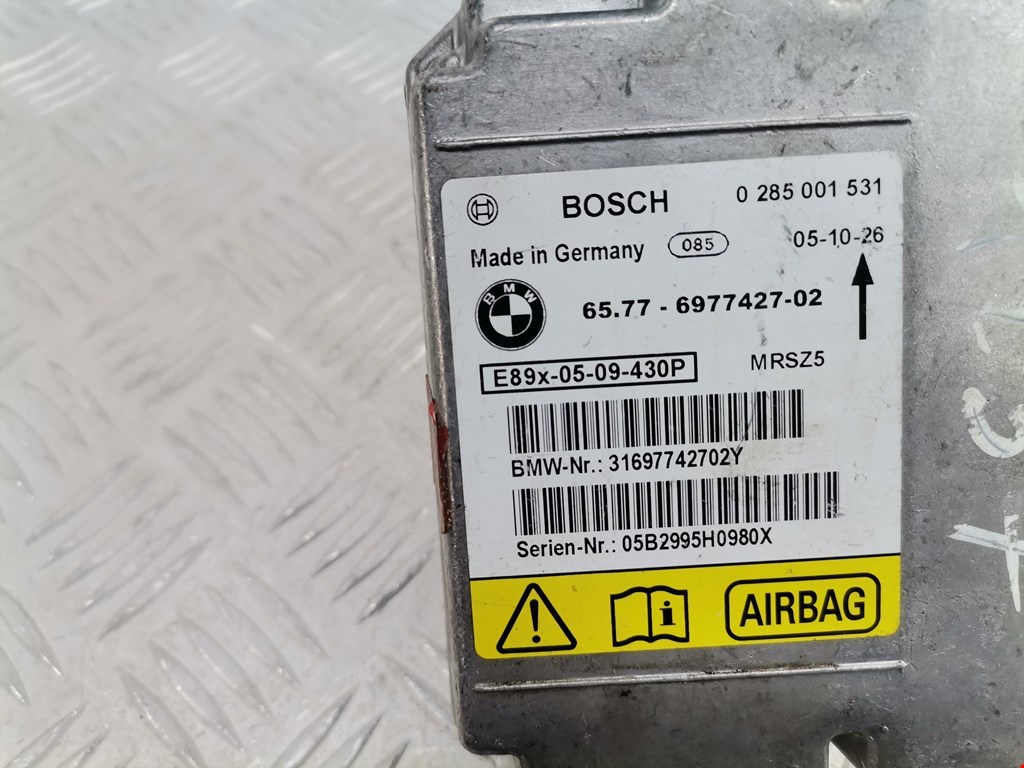 BOSCH 0 285 001 531
Made in Germany 085 05-10-26
BMW 65.77 - 6977427-02
E89x-05-09-430P MRSZ5
BMW-Nr.: 31697742702Y
Serien-Nr.: 05B2995H0980X
AIRBAG